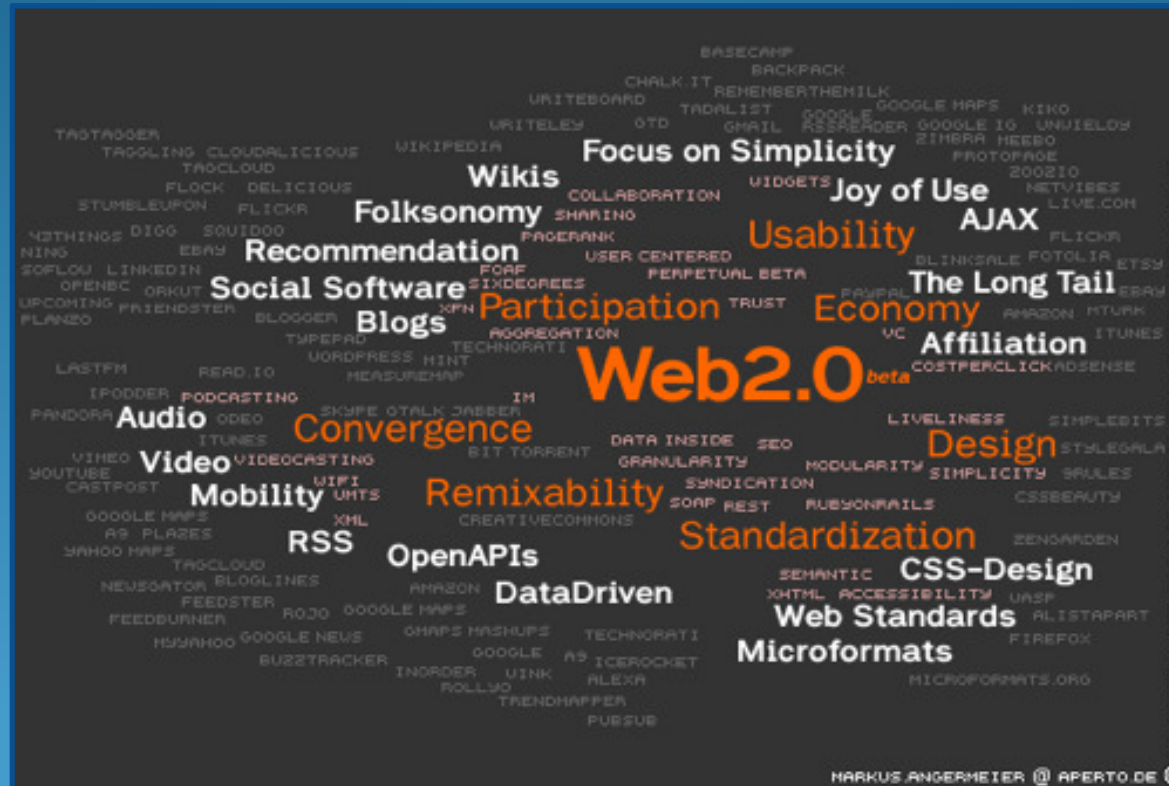 BASECAMP
BACKPACK
CHALK.IT REMEMBERTHEMILK
WRITEBOARD TADALIST GOOGLE GOOGLE MAPS KIKO
WRITELEY GTD GMAIL RSSREADER GOOGLE IG UNWIELDY
TAGTAGGER ZIMBRA MEEBO
TAGGLING CLOUDALICIOUS WIKIPEDIA Focus on Simplicity PROTOPAGE
TAGCLOUD ZOOZIO
Wikis WIDGETS Joy of Use NETVIBES
FLOCK DELICIOUS COLLABORATION LIVE.COM
STUMBLEUPON FLICKR Folksonomy SHARING AJAX
43THINGS DIGG SQUIDOO PAGERANK Usability FLICKR
NING EBAY Recommendation USER CENTERED BLINKSALE FOTOLIA ETSY
SOFLOW LINKEDIN FOAF PERPETUAL BETA
OPENBC ORKUT Social Software SIXDEGREES PAYPAL The Long Tail EBAY
UPCOMING FRIENDSTER XFN Participation TRUST Economy AMAZON MTURK
PLANZO BLOGGER Blogs
TYPEPAD AGGREGATION VC Affiliation ITUNES
WORDPRESS MINT TECHNORATI
LASTFM READ.IO MEASUREMAP Web2.0 beta COSTPERCLICK ADSENSE
IPODDER PODCASTING IM
PANDORA Audio ODEO SKYPE GTALK JABBER LIVELINESS SIMPLEBITS
ITUNES Convergence DATA INSIDE SEO Design STYLEGALA
VIMEO Video VIDEOCASTING BIT TORRENT GRANULARITY MODULARITY
YOUTUBE SIMPLICITY 9RULES
CASTPOST Mobility WIFI UMTS Remixability SYNDICATION CSSBEAUTY
SOAP REST RUBYONRAILS
GOOGLE MAPS XML CREATIVECOMMONS
A9 PLAZES RSS Standardization ZENGARDEN
YAHOO MAPS OpenAPIs
TAGCLOUD SEMANTIC CSS-Design
NEWSGATOR BLOGLINES AMAZON DataDriven XHTML ACCESSIBILITY WASP
FEEDSTER ROJO GOOGLE MAPS
FEEDBURNER Web Standards ALISTAPART
MYYAHOO GOOGLE NEWS GMAPS MASHUPS TECHNORATI FIREFOX
BUZZTRACKER GOOGLE A9 ICEROCKET Microformats
INORDER WINK ALEXA MICROFORMATS.ORG
ROLLYO
TRENDMAPPER
PUBSUB
MARKUS.ANGERMEIER @ APERTO.DE